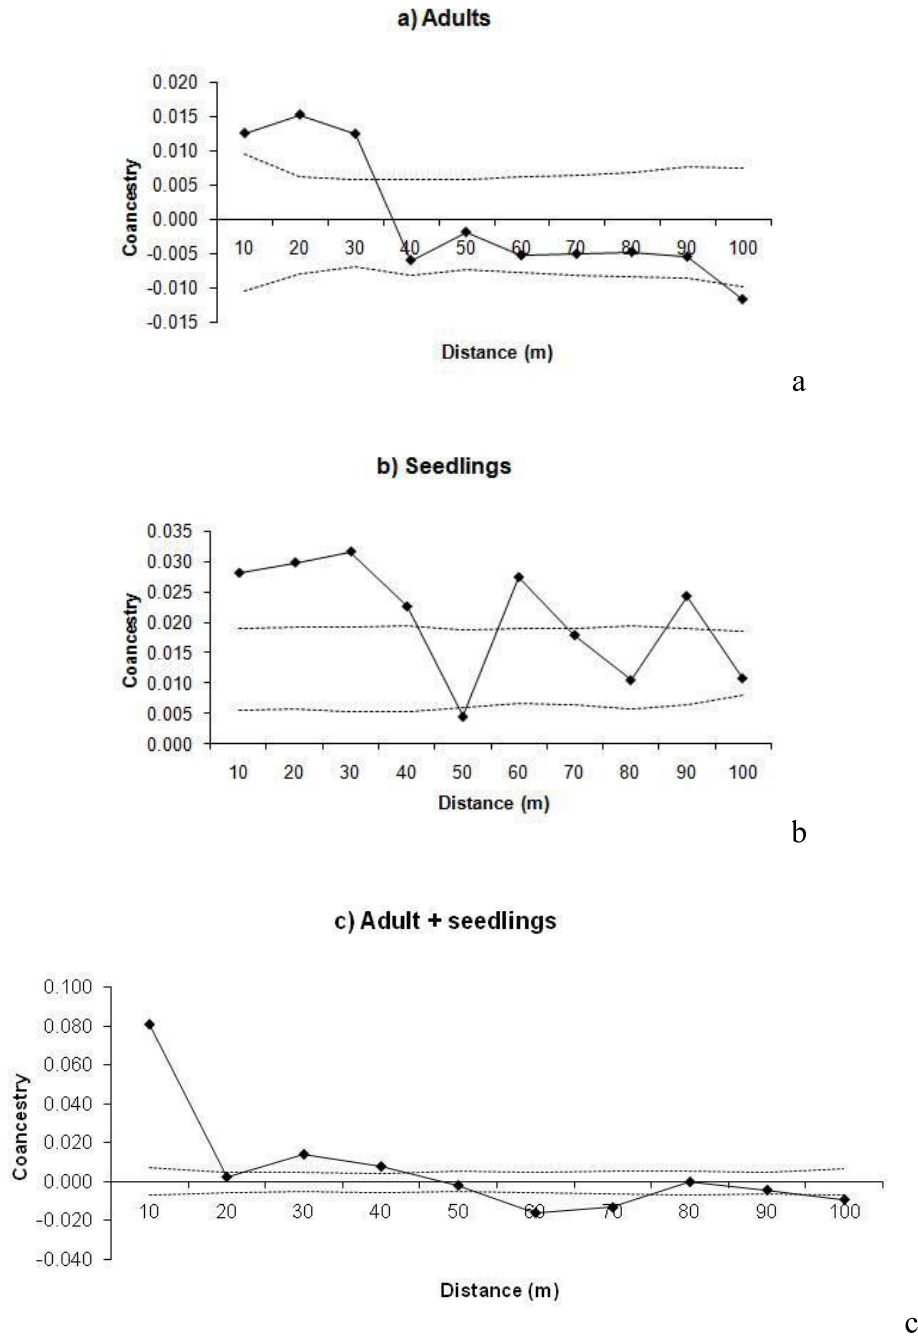 a) Adults
0.020
0.015
0.010
0.005
0.000
-0.005
-0.010
-0.015
Coancestry
10 20 30 40 50 60 70 80 90 100
Distance (m)
a
b) Seedlings
0.035
0.030
0.025
0.020
0.015
0.010
0.005
0.000
Coancestry
10 20 30 40 50 60 70 80 90 100
Distance (m)
b
c) Adult + seedlings
0.100
0.080
0.060
0.040
0.020
0.000
-0.020
-0.040
Coancestry
10 20 30 40 50 60 70 80 90 100
Distance (m)
c